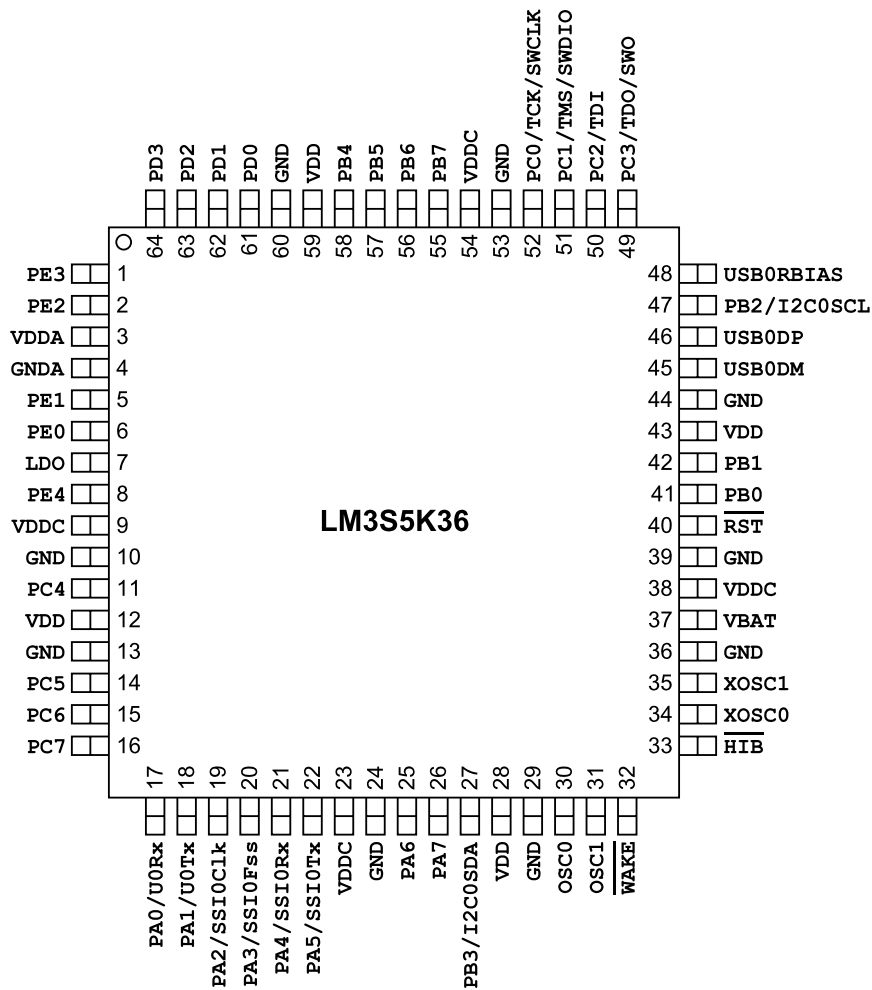 PD3
PD2
PD1
PD0
GND
VDD
PB4
PB5
PB6
PB7
VDDC
GND
PC0/TCK/SWCLK
PC1/TMS/SWDIO
PC2/TDI
PC3/TDO/SWO
64
63
62
61
60
59
58
57
56
55
54
53
52
51
50
49
PE3 1
PE2 2
VDDA 3
GNDA 4
PE1 5
PE0 6
LDO 7
PE4 8
VDDC 9
GND 10
PC4 11
VDD 12
GND 13
PC5 14
PC6 15
PC7 16
LM3S5K36
48 USB0RBIAS
47 PB2/I2C0SCL
46 USB0DP
45 USB0DM
44 GND
43 VDD
42 PB1
41 PB0
40 RST
39 GND
38 VDDC
37 VBAT
36 GND
35 XOSC1
34 XOSC0
33 HIB
17
18
19
20
21
22
23
24
25
26
27
28
29
30
31
32
PA0/U0Rx
PA1/U0Tx
PA2/SSI0Clk
PA3/SSI0Fss
PA4/SSI0Rx
PA5/SSI0Tx
VDDC
GND
PA6
PA7
PB3/I2C0SDA
VDD
GND
OSC0
OSC1
WAKE